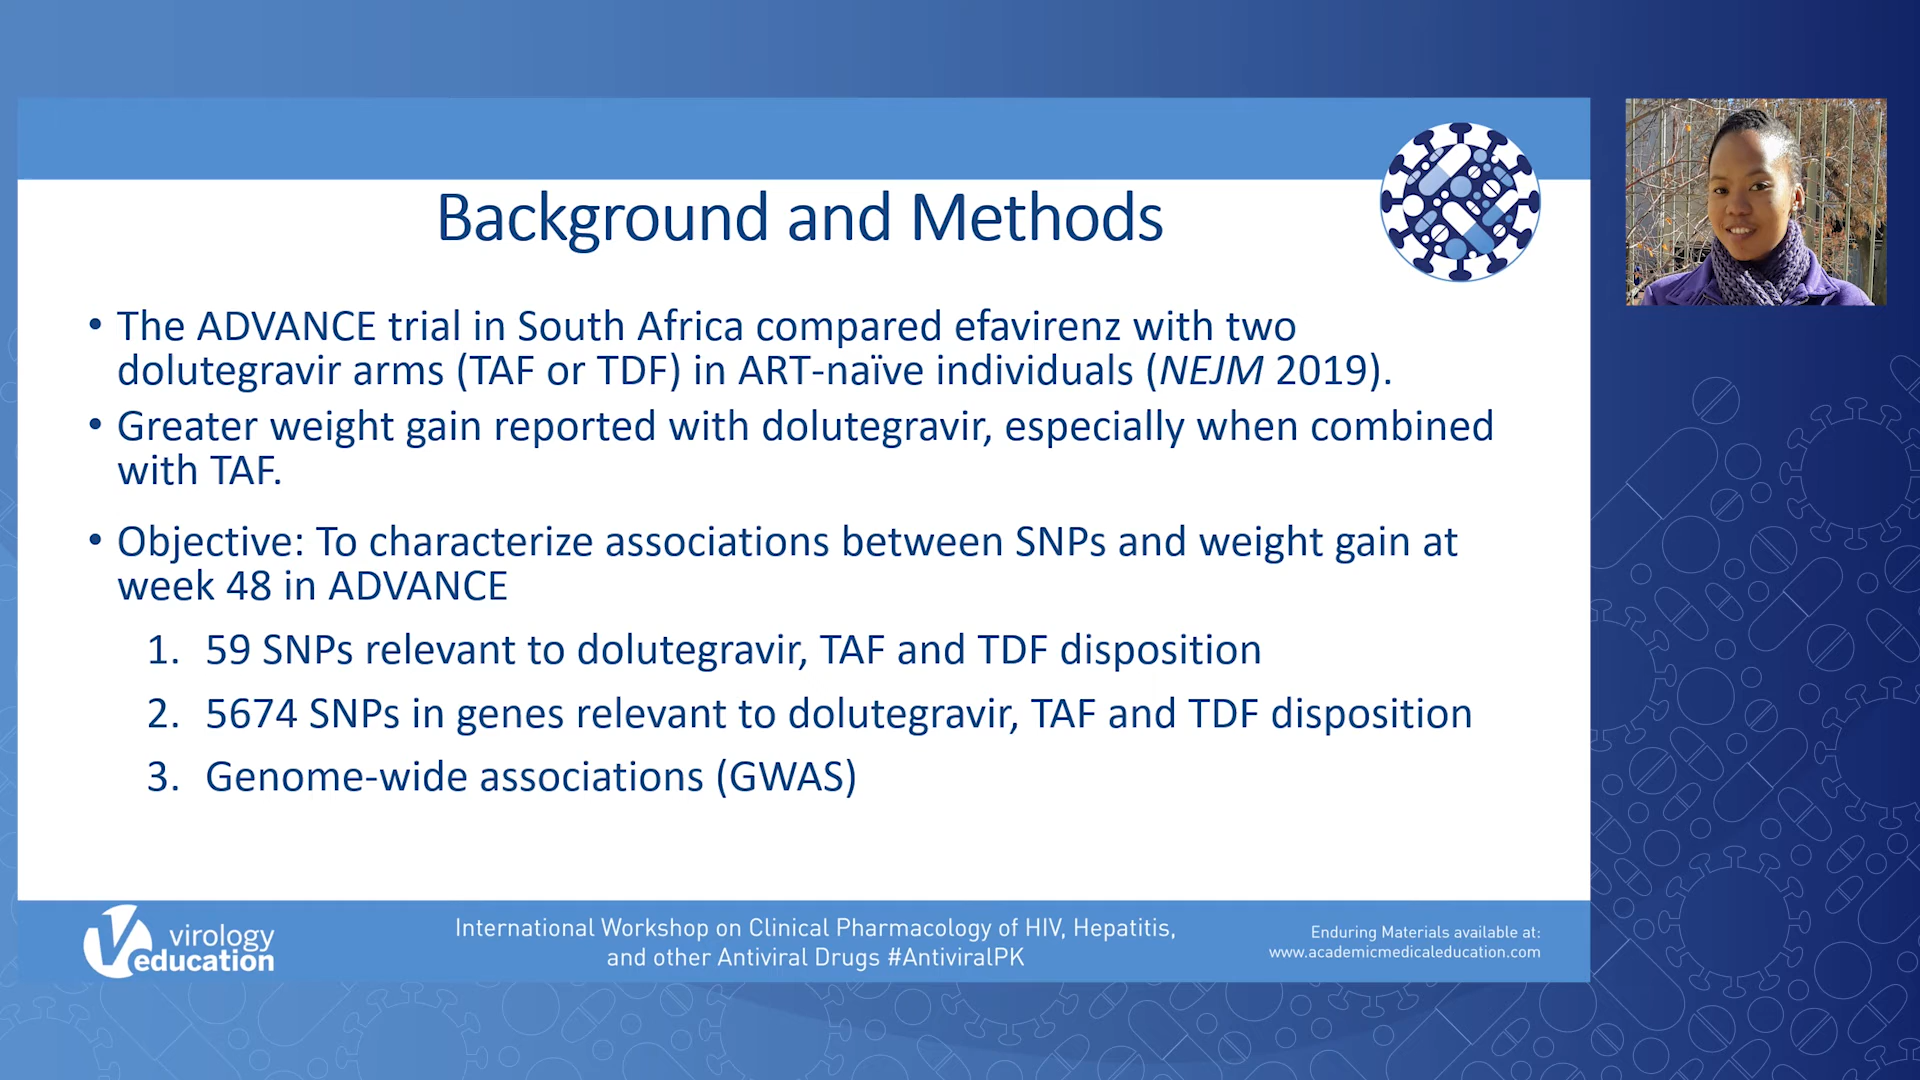 Background and Methods
• The ADVANCE trial in South Africa compared efavirenz with two
dolutegravir arms (TAF or TDF) in ART-naïve individuals (NEJM 2019).
• Greater weight gain reported with dolutegravir, especially when combined
with TAF.
• Objective: To characterize associations between SNPs and weight gain at
week 48 in ADVANCE
1. 59 SNPs relevant to dolutegravir, TAF and TDF disposition
2. 5674 SNPs in genes relevant to dolutegravir, TAF and TDF disposition
3. Genome-wide associations (GWAS)
virology
education
International Workshop on Clinical Pharmacology of HIV, Hepatitis,
and other Antiviral Drugs #AntiviralPK
Enduring Materials available at:
www.academicmedicaleducation.com